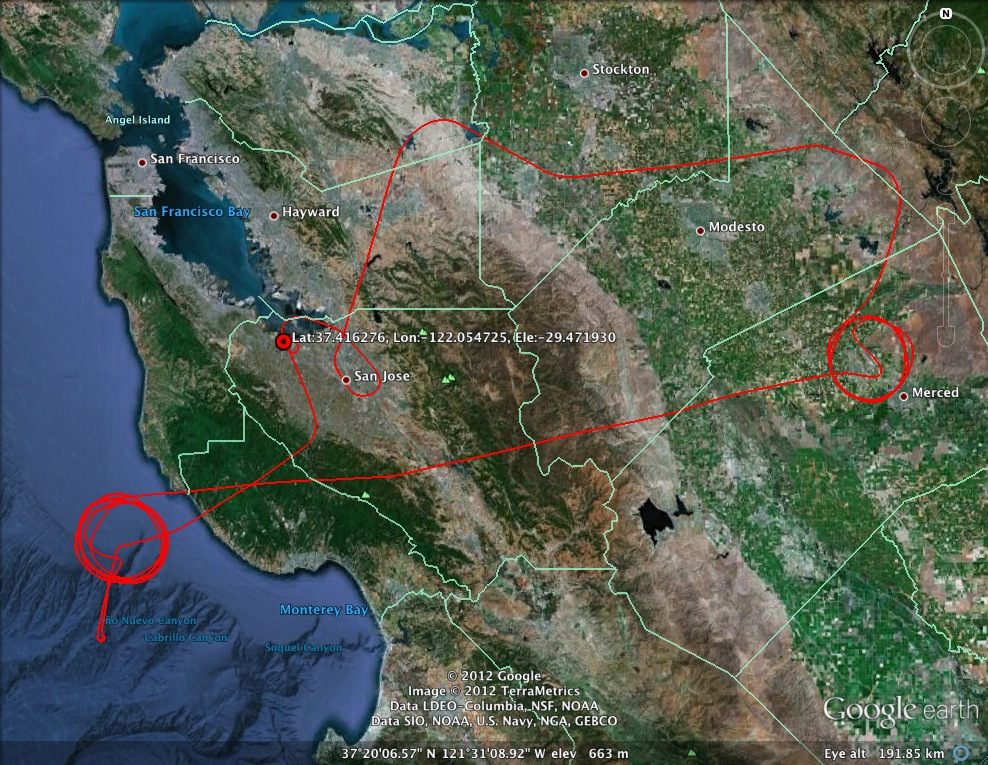 N
Stockton
Angel Island
San Francisco
San Francisco Bay
Hayward
Modesto
Lat:37.416276, Lon:-122.054725, Ele:-29.471930
San Jose
Merced
Monterey Bay
no Nuevo Canyon
Cabrillo Canyon
Soquel Canyon
© 2012 Google
Image © 2012 TerraMetrics
Data LDEO-Columbia, NSF, NOAA
Data SIO, NOAA, U.S. Navy, NGA, GEBCO
Google earth
37°20'06.57" N 121°31'08.92" W elev 663 m
Eye alt 191.85 km